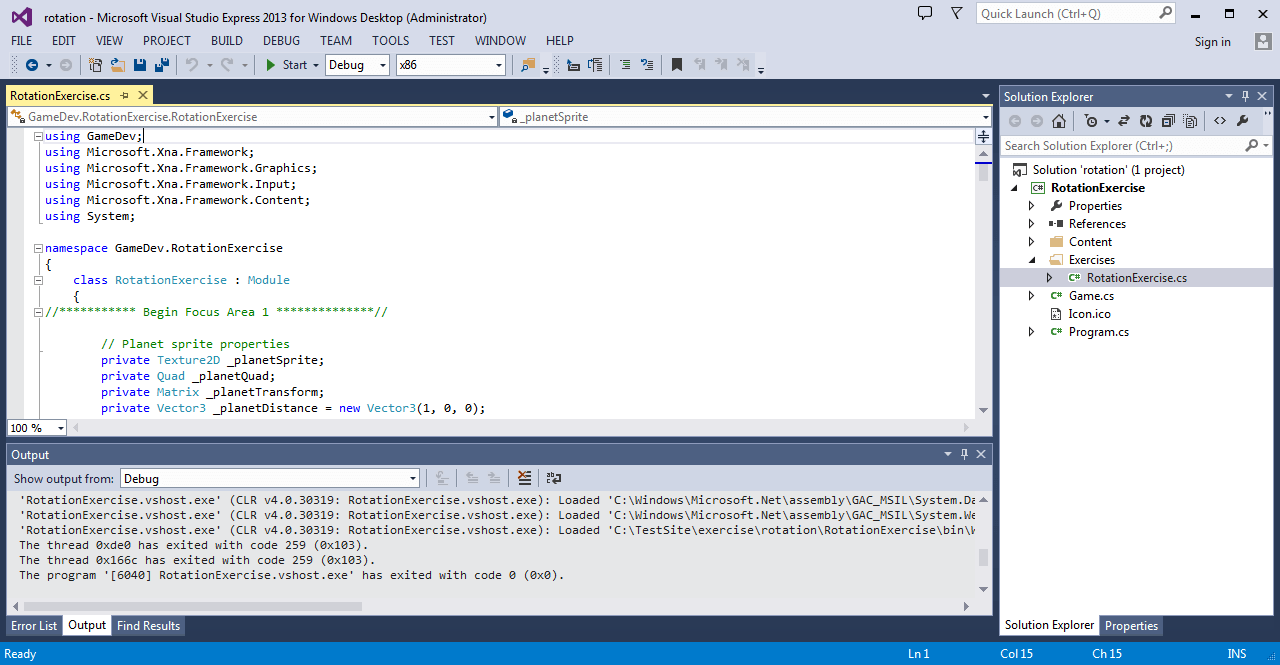 rotation - Microsoft Visual Studio Express 2013 for Windows Desktop (Administrator)
Quick Launch (Ctrl+Q)
FILE EDIT VIEW PROJECT BUILD DEBUG TEAM TOOLS TEST WINDOW HELP
Sign in
Start Debug x86
RotationExercise.cs
GameDev.RotationExercise.RotationExercise
_planetSprite
using GameDev;
using Microsoft.Xna.Framework;
using Microsoft.Xna.Framework.Graphics;
using Microsoft.Xna.Framework.Input;
using Microsoft.Xna.Framework.Content;
using System;
namespace GameDev.RotationExercise
{
class RotationExercise : Module
{
//*********** Begin Focus Area 1 **************//
// Planet sprite properties
private Texture2D _planetSprite;
private Quad _planetQuad;
private Matrix _planetTransform;
private Vector3 _planetDistance = new Vector3(1, 0, 0);
100 %
Output
Show output from: Debug
'RotationExercise.vshost.exe' (CLR v4.0.30319: RotationExercise.vshost.exe): Loaded 'C:\Windows\Microsoft.Net\assembly\GAC_MSIL\System.Da
'RotationExercise.vshost.exe' (CLR v4.0.30319: RotationExercise.vshost.exe): Loaded 'C:\Windows\Microsoft.Net\assembly\GAC_MSIL\System.We
'RotationExercise.vshost.exe' (CLR v4.0.30319: RotationExercise.vshost.exe): Loaded 'C:\TestSite\exercise\rotation\RotationExercise\bin\W
The thread 0xde0 has exited with code 259 (0x103).
The thread 0x166c has exited with code 259 (0x103).
The program '[6040] RotationExercise.vshost.exe' has exited with code 0 (0x0).
Error List Output Find Results
Solution Explorer
Search Solution Explorer (Ctrl+;)
Solution 'rotation' (1 project)
C# RotationExercise
Properties
References
Content
Exercises
C# RotationExercise.cs
C# Game.cs
Icon.ico
C# Program.cs
Solution Explorer Properties
Ready Ln 1 Col 15 Ch 15 INS